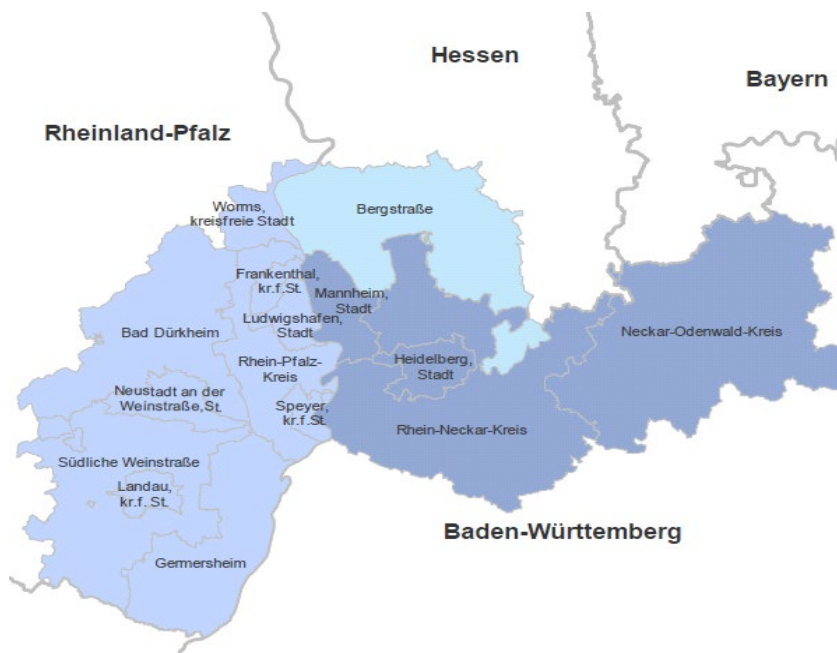 Hessen
Bayern
Rheinland-Pfalz
Worms,
kreisfreie Stadt
Bergstraße
Frankenthal,
kr.f.St.
Mannheim,
Stadt
Ludwigshafen,
Stadt
Bad Dürkheim
Neckar-Odenwald-Kreis
Rhein-Pfalz-
Kreis
Heidelberg,
Stadt
Neustadt an der
Weinstraße,St.
Speyer,
kr.f.St.
Rhein-Neckar-Kreis
Südliche Weinstraße
Landau,
kr.f. St.
Baden-Württemberg
Germersheim